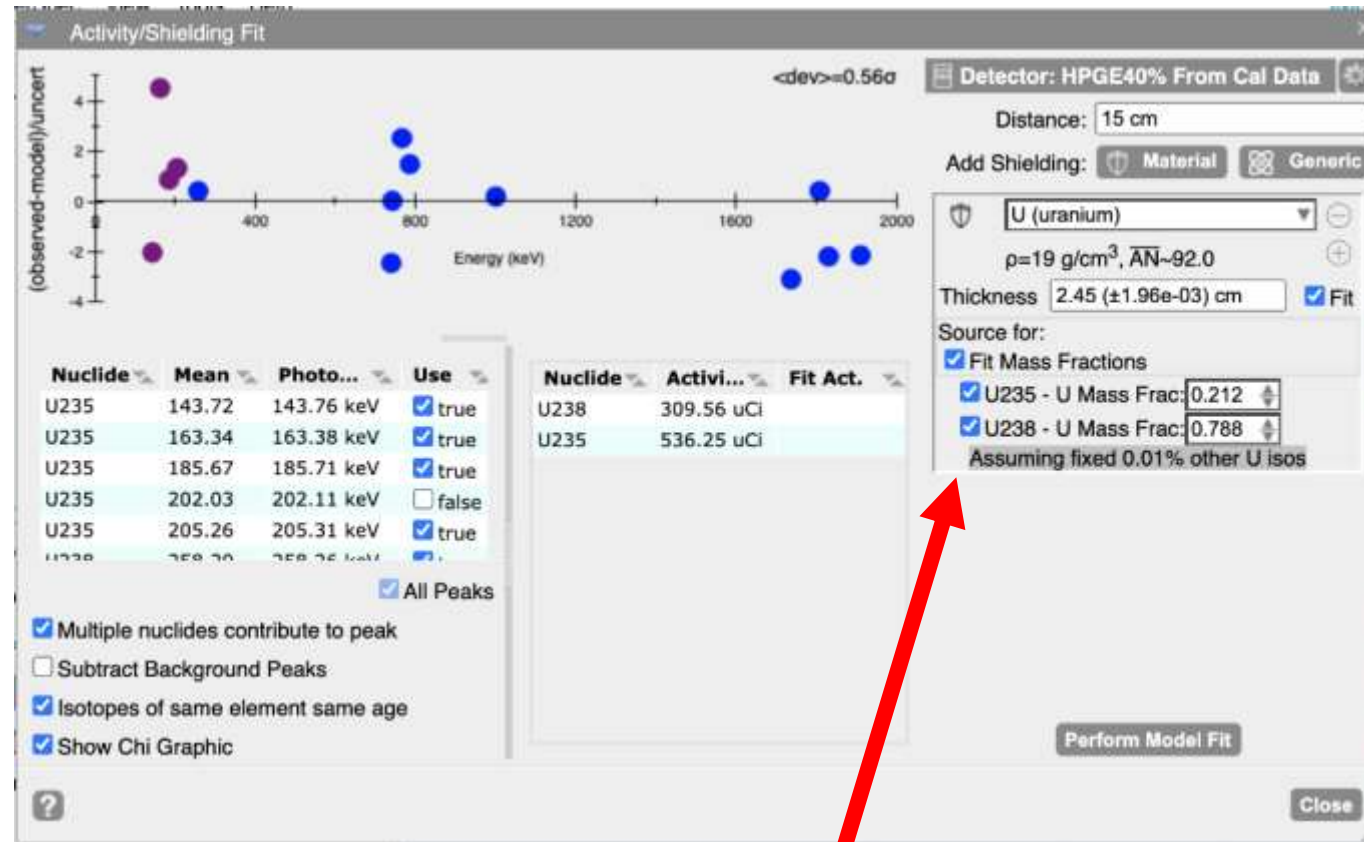 Activity/Shielding Fit
(observed-model)/uncert
<dev>=0.56σ
4
2
0
-2
-4
0 400 800 1200 1600 2000
Energy (keV)
Detector: HPGE40% From Cal Data
Distance: 15 cm
Add Shielding: Material Generic
U (uranium)
ρ=19 g/cm³, AN~92.0
Thickness 2.45 (±1.96e-03) cm Fit
Source for:
Fit Mass Fractions
U235 - U Mass Frac: 0.212
U238 - U Mass Frac: 0.788
Assuming fixed 0.01% other U isos
Nuclide Mean Photo... Use
U235 143.72 143.76 keV true
U235 163.34 163.38 keV true
U235 185.67 185.71 keV true
U235 202.03 202.11 keV false
U235 205.26 205.31 keV true
All Peaks
Nuclide Activi... Fit Act.
U238 309.56 uCi
U235 536.25 uCi
Multiple nuclides contribute to peak
Subtract Background Peaks
Isotopes of same element same age
Show Chi Graphic
Perform Model Fit
? Close